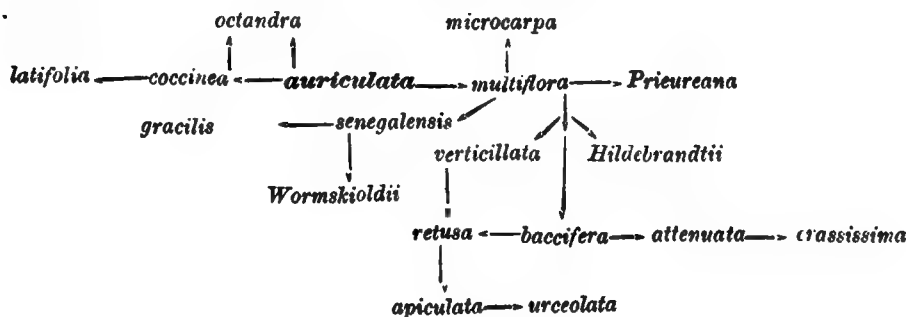 octandra microcarpa
latifolia coccinea auriculata multiflora Prieureana
gracilis senegalensis
verticillata Hildebrandtii
Wormskioldii
retusa baccifera attenuata crassissima
apiculata urceolata